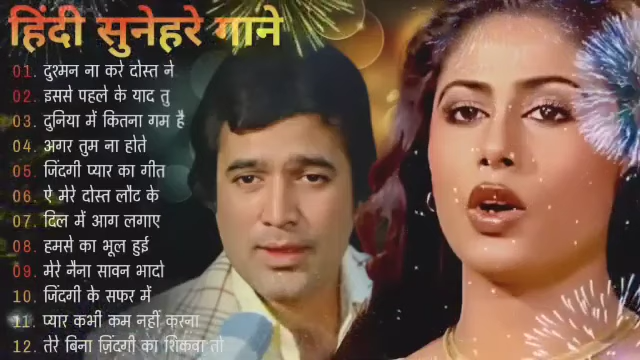 हिंदी सुनेहरे गाने
01. दुश्मन ना करे दोस्त ने
02. इससे पहले के याद तु
03. दुनिया में कितना गम है
04. अगर तुम ना होते
05. जिंदगी प्यार का गीत
06. ऐ मेरे दोस्त लौट के
07. दिल में आग लगाए
08. हमसे का भूल हुई
09. मेरे नैना सावन भादो
10. जिंदगी के सफर में
11. प्यार कभी कम नहीं करना
12. तेरे बिना ज़िंदगी का शिकवा तो